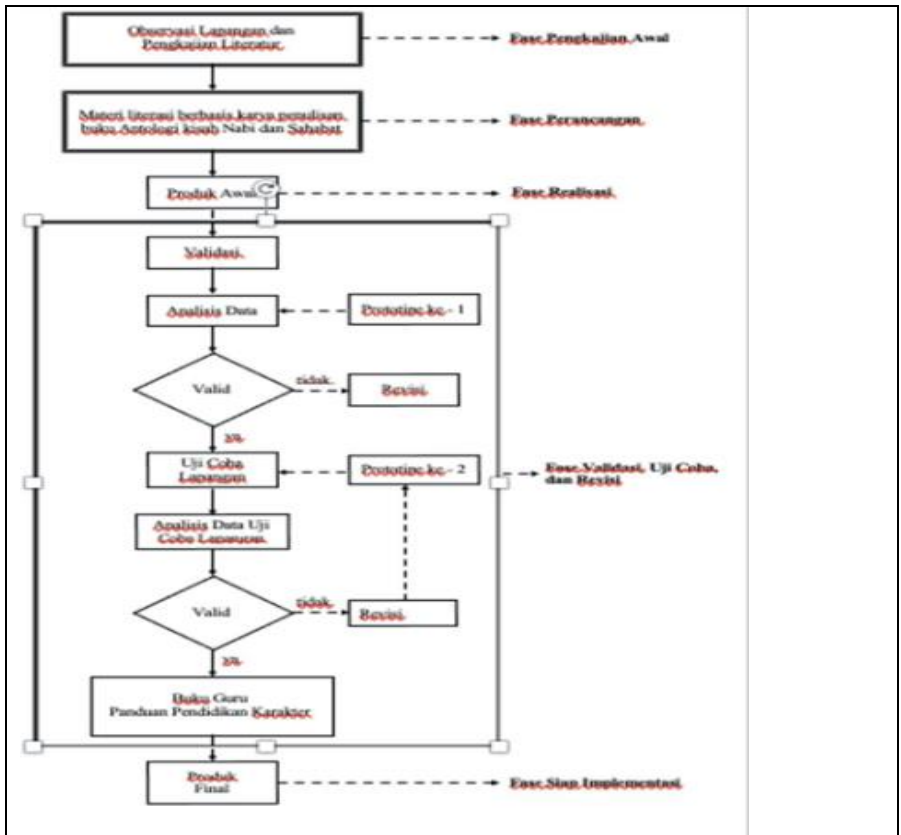 Observasi Lapangan dan
Pengkajian Literatur
Fase Pengkajian Awal
Materi literasi berbasis karya penulisan
buku Antologi kisah Nabi dan Sahabat
Fase Perancangan
Produk Awal
Fase Realisasi
Validasi
Analisis Data
Prototipe ke - 1
Valid
tidak
Revisi
ya
Uji Coba
Lapangan
Prototipe ke - 2
Fase Validasi, Uji Coba,
dan Revisi
Analisis Data Uji
Coba Lapangan
Valid
tidak
Revisi
ya
Buku Guru
Panduan Pendidikan Karakter
Produk
Final
Fase Siap Implementasi